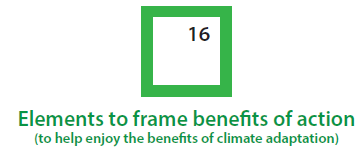 16
Elements to frame benefits of action
(to help enjoy the benefits of climate adaptation)